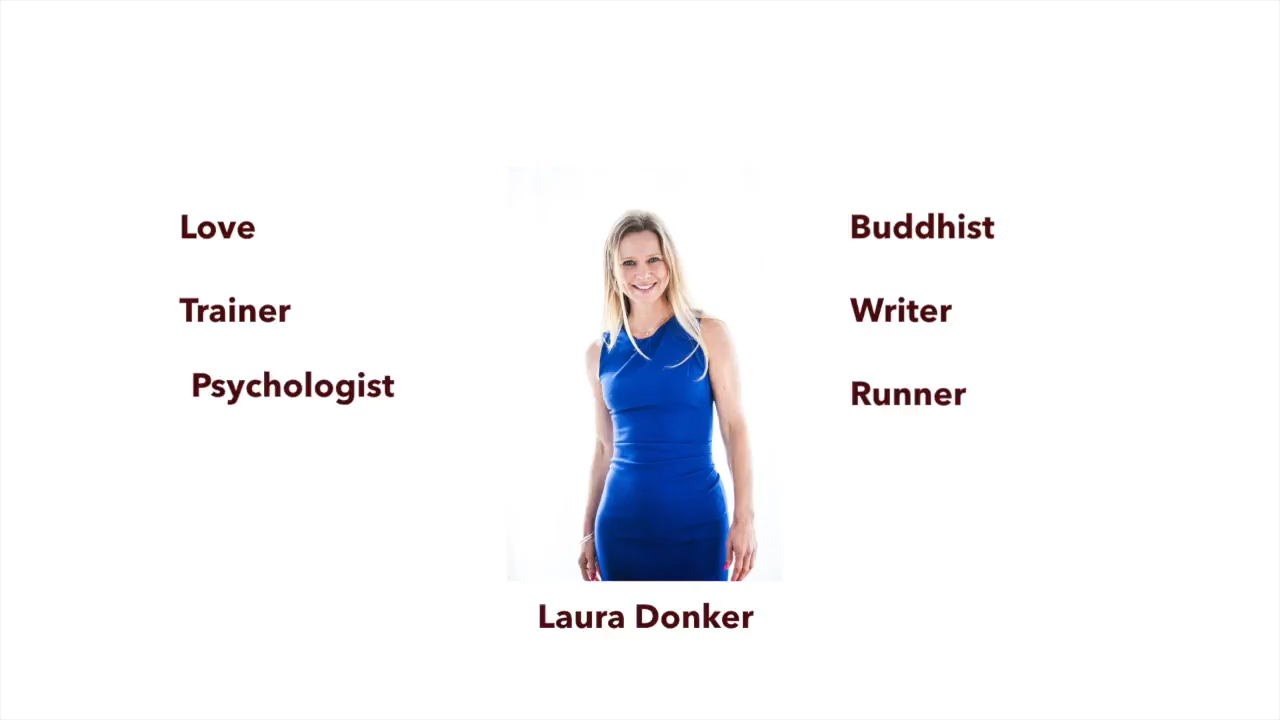 Love
Trainer
Psychologist
Buddhist
Writer
Runner
Laura Donker